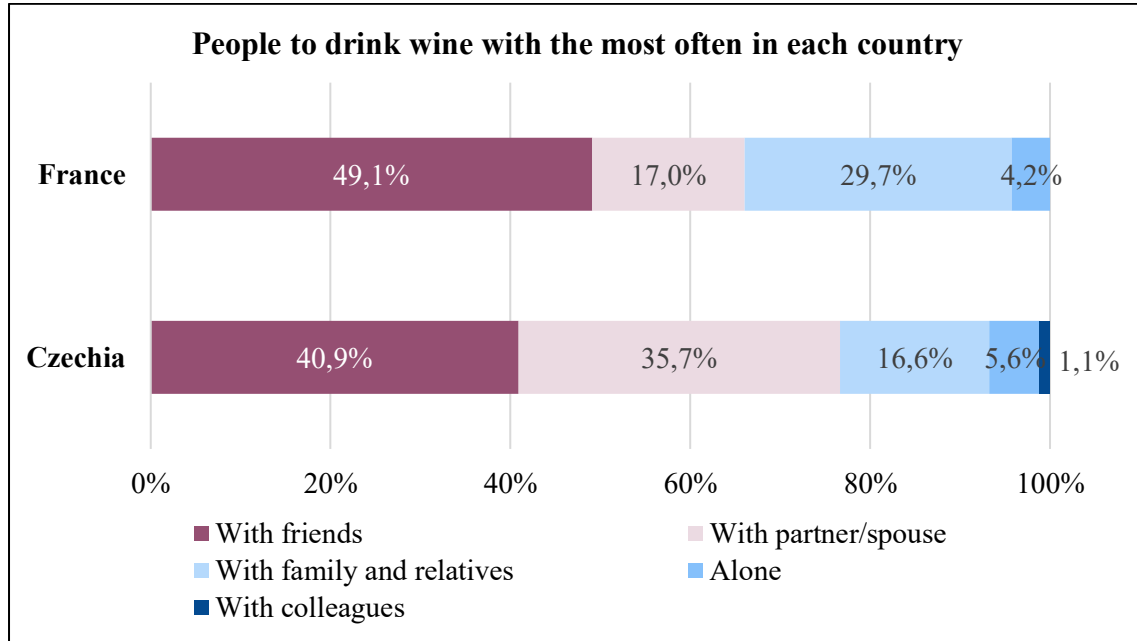 People to drink wine with the most often in each country
France
49,1% 17,0% 29,7% 4,2%
Czechia
40,9% 35,7% 16,6% 5,6% 1,1%
0% 20% 40% 60% 80% 100%
With friends With partner/spouse
With family and relatives Alone
With colleagues